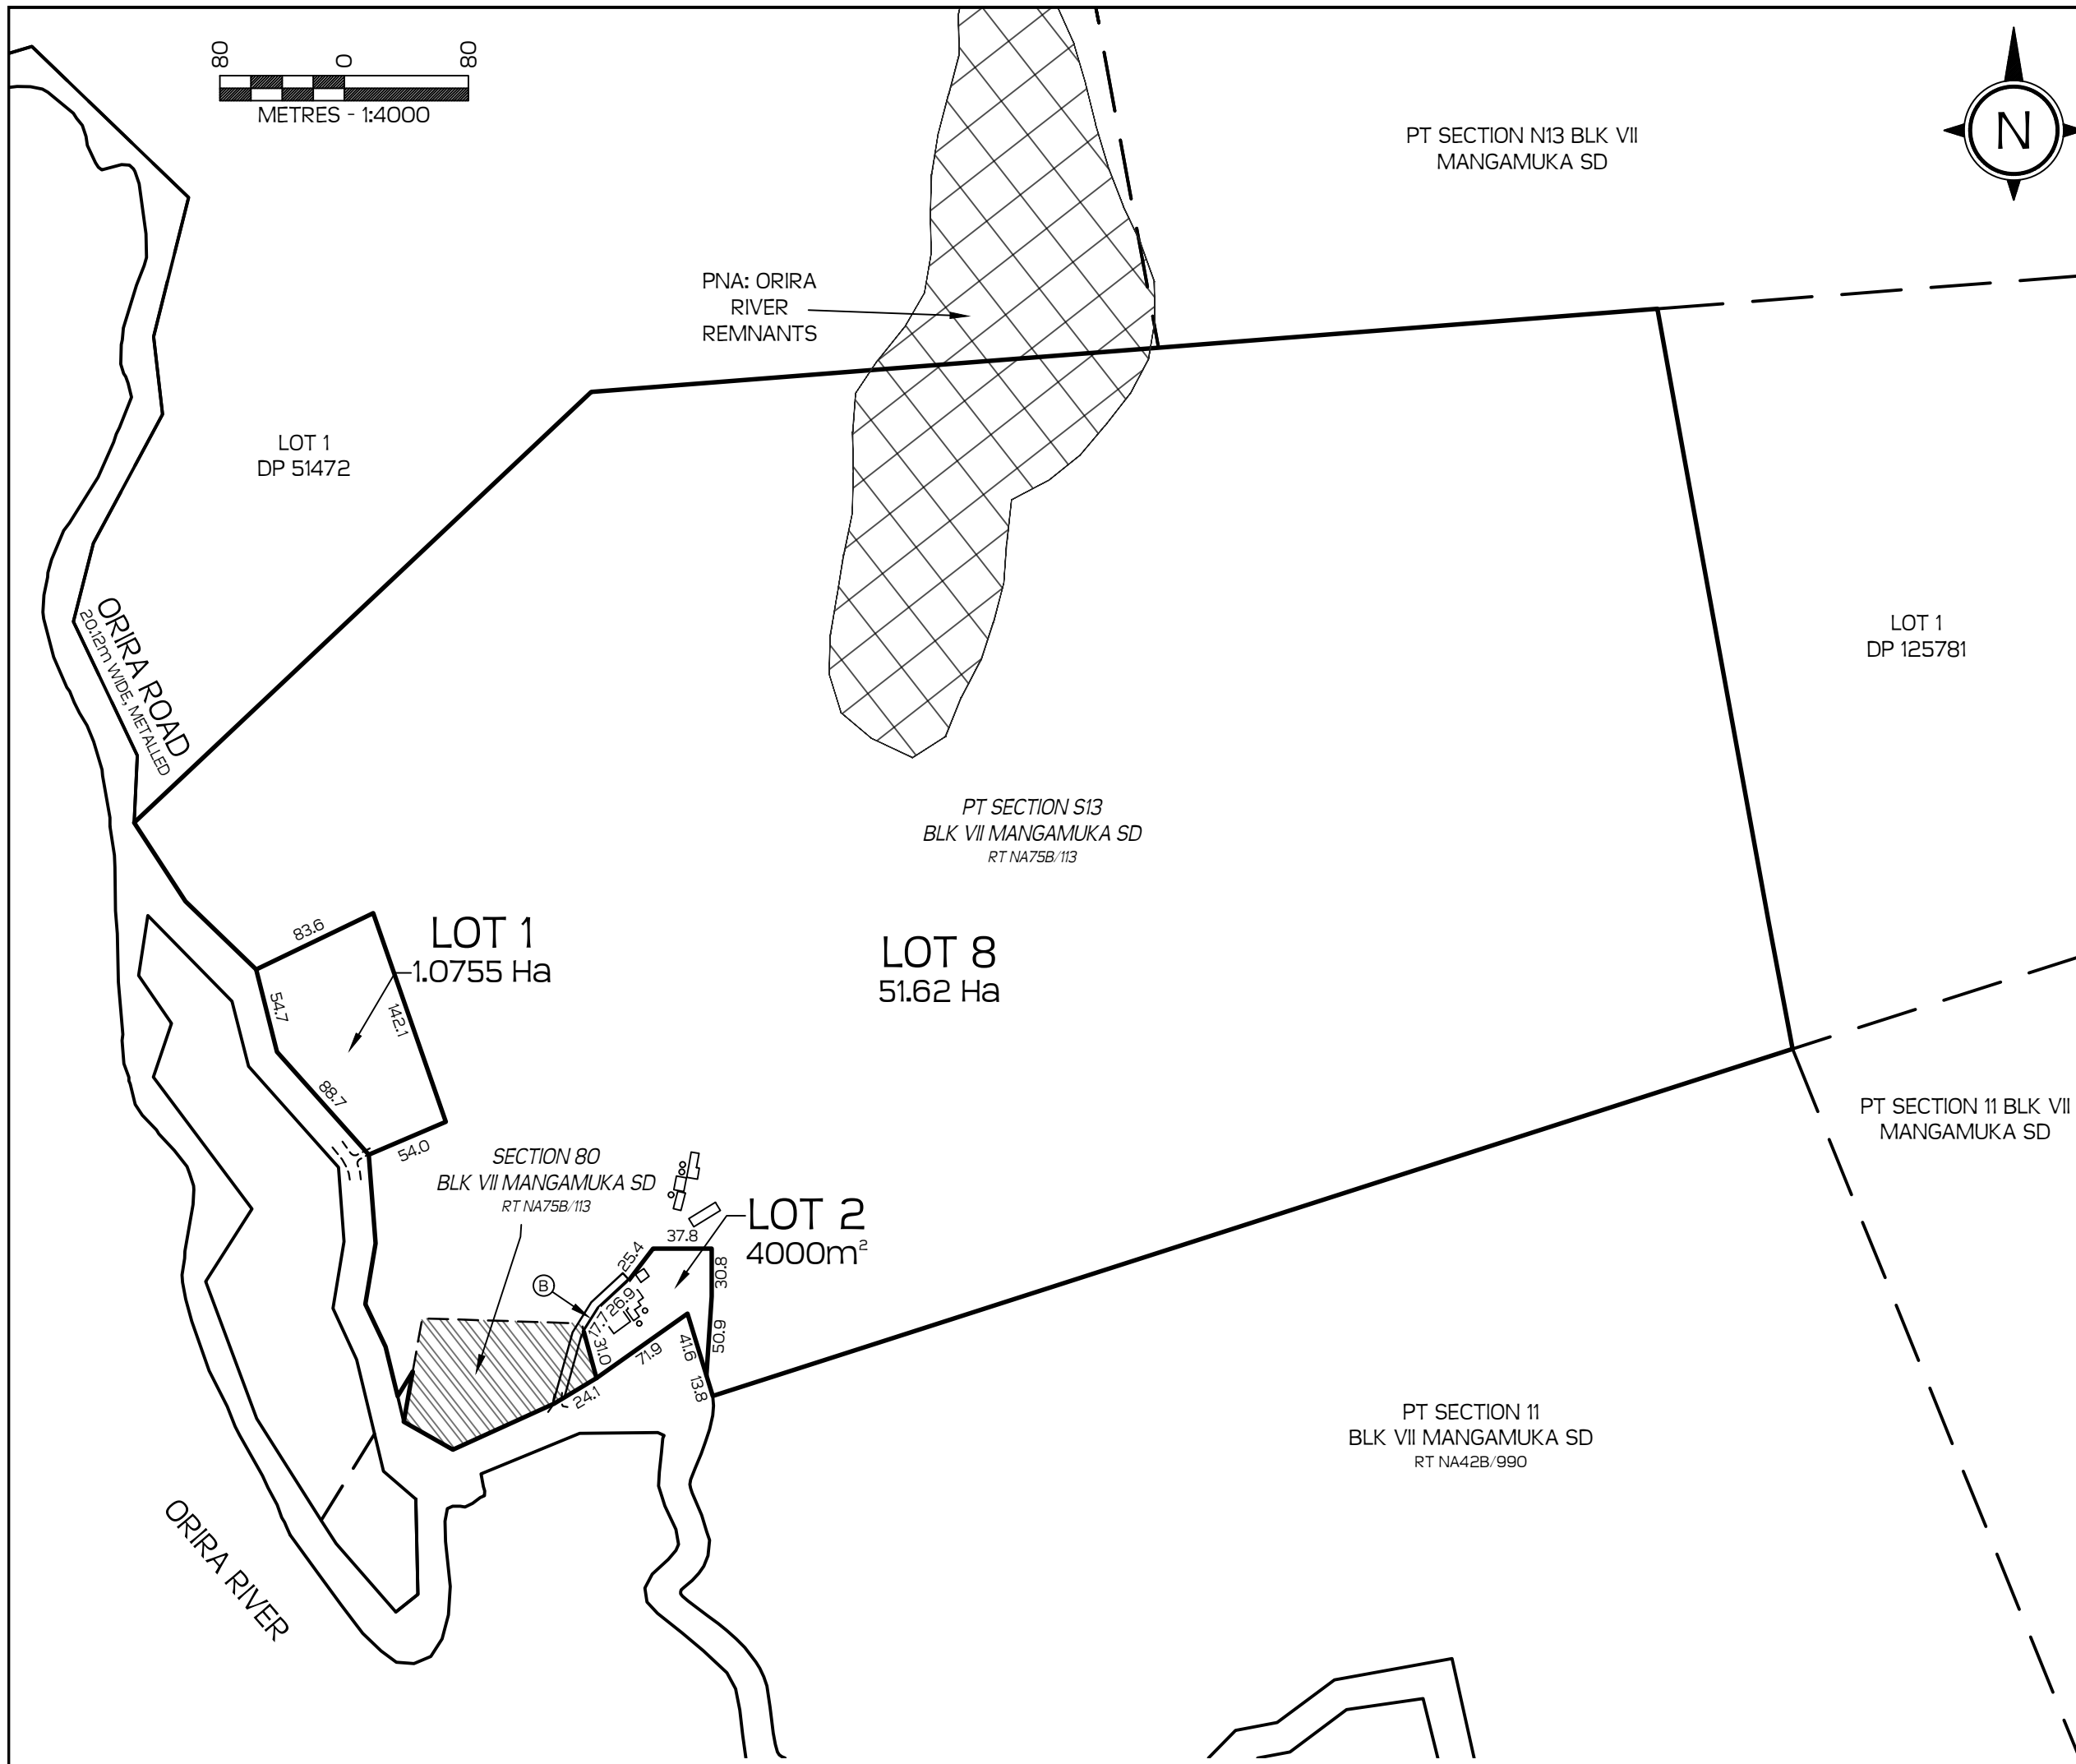 80 0 80
METRES - 1:4000
N
PT SECTION N13 BLK VII
MANGAMUKA SD
PNA: ORIRA
RIVER
REMNANTS
LOT 1
DP 51472
ORIRA ROAD
20.12m WIDE, METALLED
LOT 1
DP 125781
PT SECTION S13
BLK VII MANGAMUKA SD
RT NA75B/113
LOT 1
1.0755 Ha
83.6
54.7
142.1
88.7
54.0
LOT 8
51.62 Ha
PT SECTION 11 BLK VII
MANGAMUKA SD
SECTION 80
BLK VII MANGAMUKA SD
RT NA75B/113
LOT 2
4000m²
37.8
25.4
30.8
B
26.9
17.7
31.0
71.9
41.6
50.9
13.8
24.1
PT SECTION 11
BLK VII MANGAMUKA SD
RT NA42B/990
ORIRA RIVER